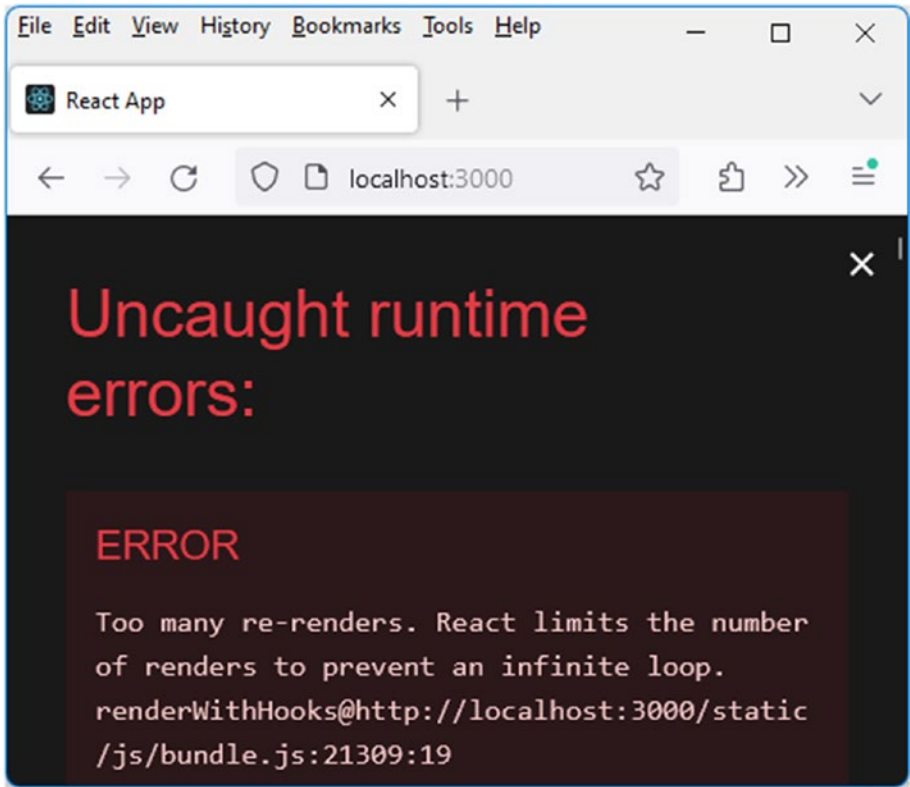 File Edit View History Bookmarks Tools Help
React App
localhost:3000
Uncaught runtime
errors:
ERROR
Too many re-renders. React limits the number
of renders to prevent an infinite loop.
renderWithHooks@http://localhost:3000/static
/js/bundle.js:21309:19